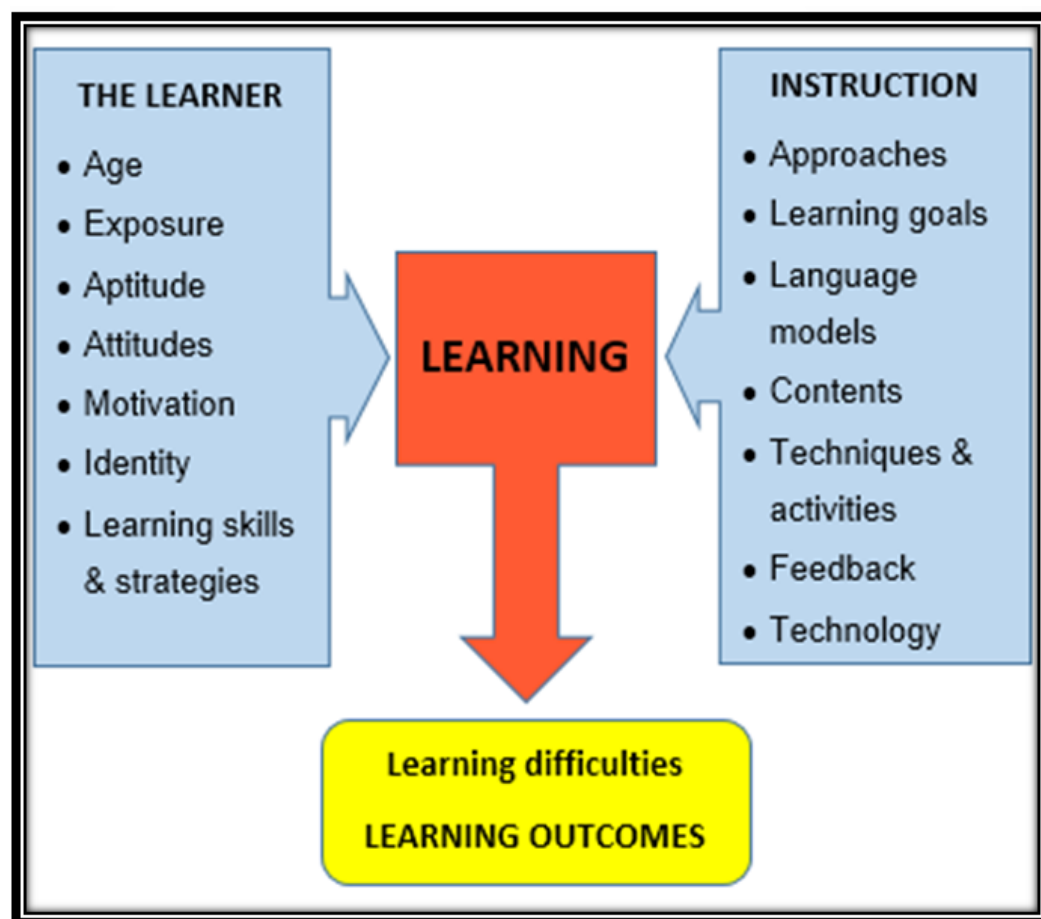 THE LEARNER
• Age
• Exposure
• Aptitude
• Attitudes
• Motivation
• Identity
• Learning skills
& strategies
LEARNING
INSTRUCTION
• Approaches
• Learning goals
• Language
models
• Contents
• Techniques &
activities
• Feedback
• Technology
Learning difficulties
LEARNING OUTCOMES